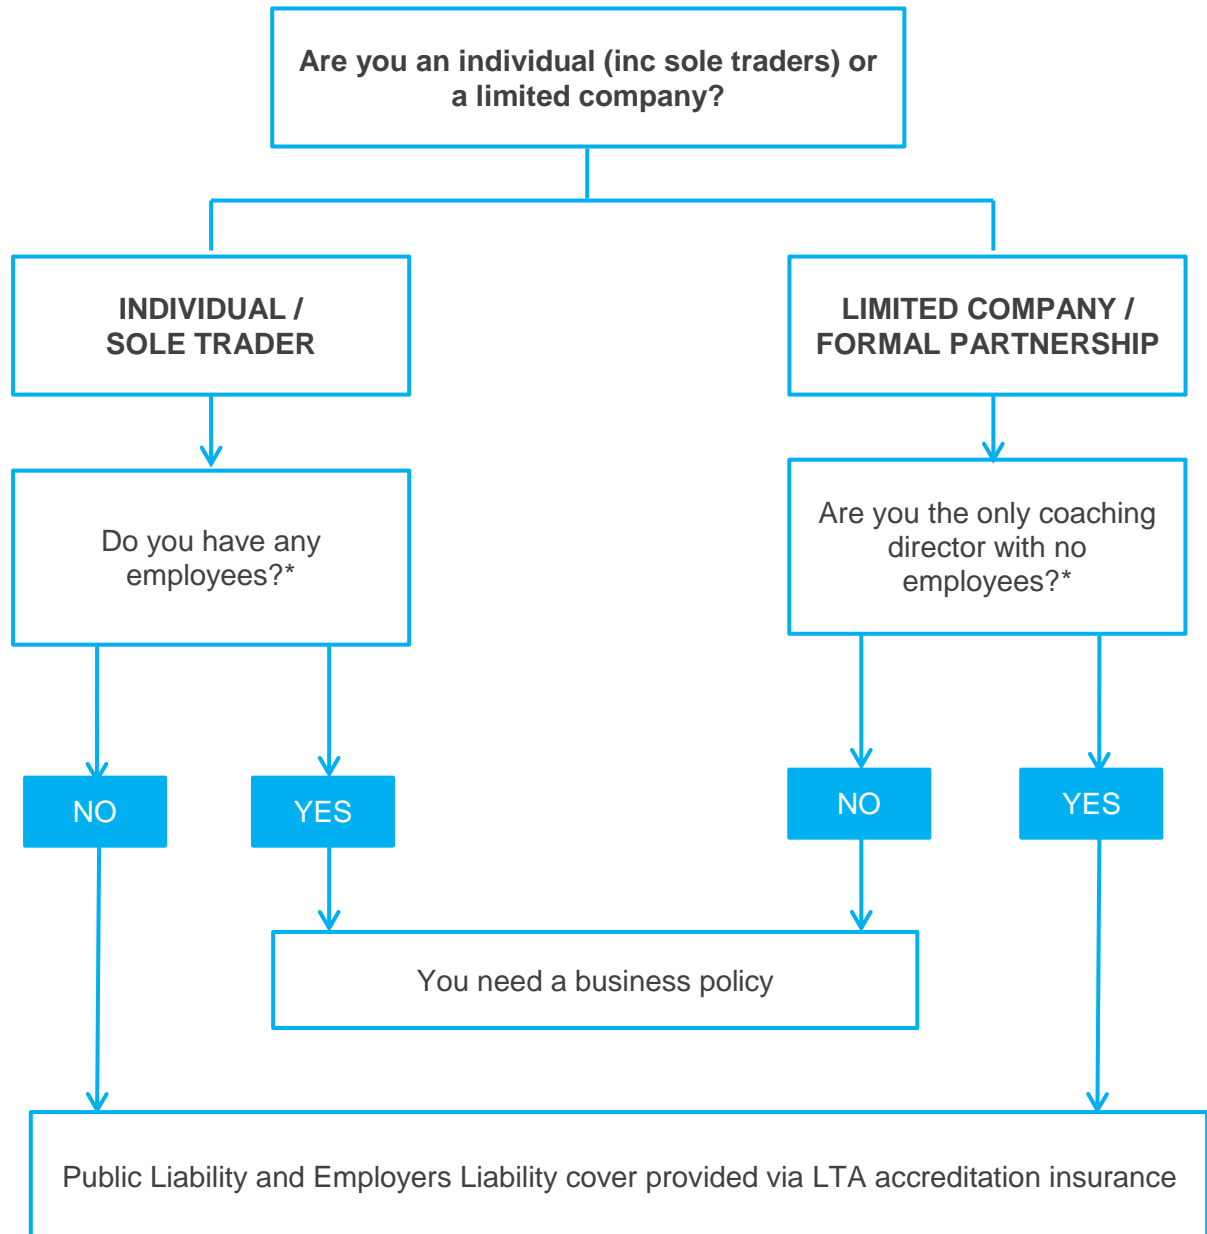 Are you an individual (inc sole traders) or
a limited company?
INDIVIDUAL /
SOLE TRADER
LIMITED COMPANY /
FORMAL PARTNERSHIP
Do you have any
employees?*
Are you the only coaching
director with no
employees?*
NO
YES
NO
YES
You need a business policy
Public Liability and Employers Liability cover provided via LTA accreditation insurance